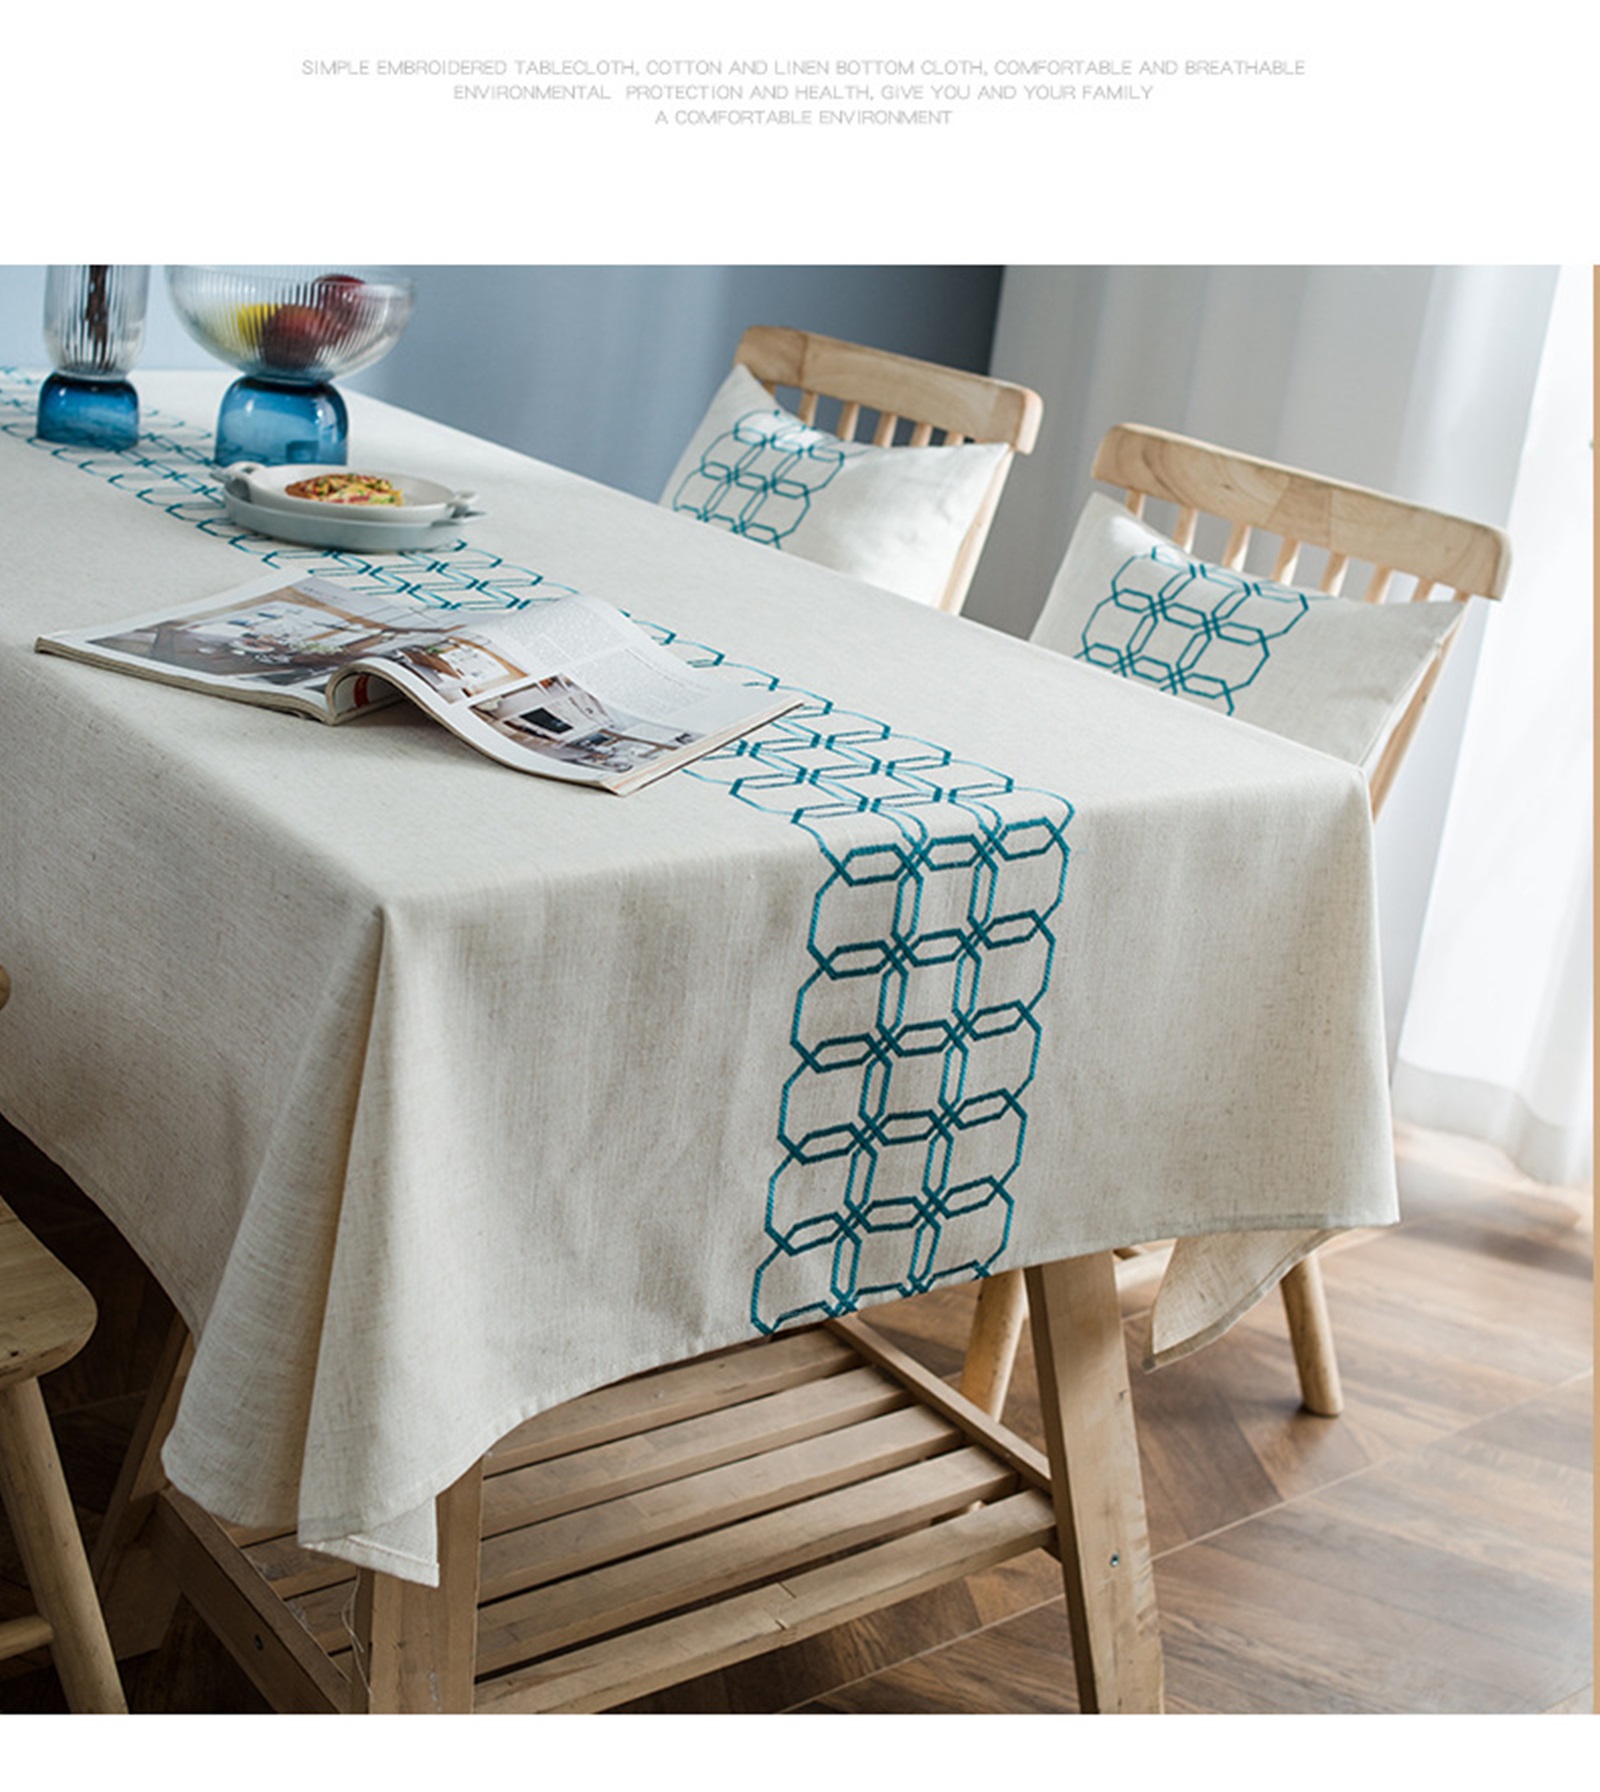 SIMPLE EMBROIDERED TABLECLOTH, COTTON AND LINEN BOTTOM CLOTH, COMFORTABLE AND BREATHABLE
ENVIRONMENTAL PROTECTION AND HEALTH, GIVE YOU AND YOUR FAMILY
A COMFORTABLE ENVIRONMENT